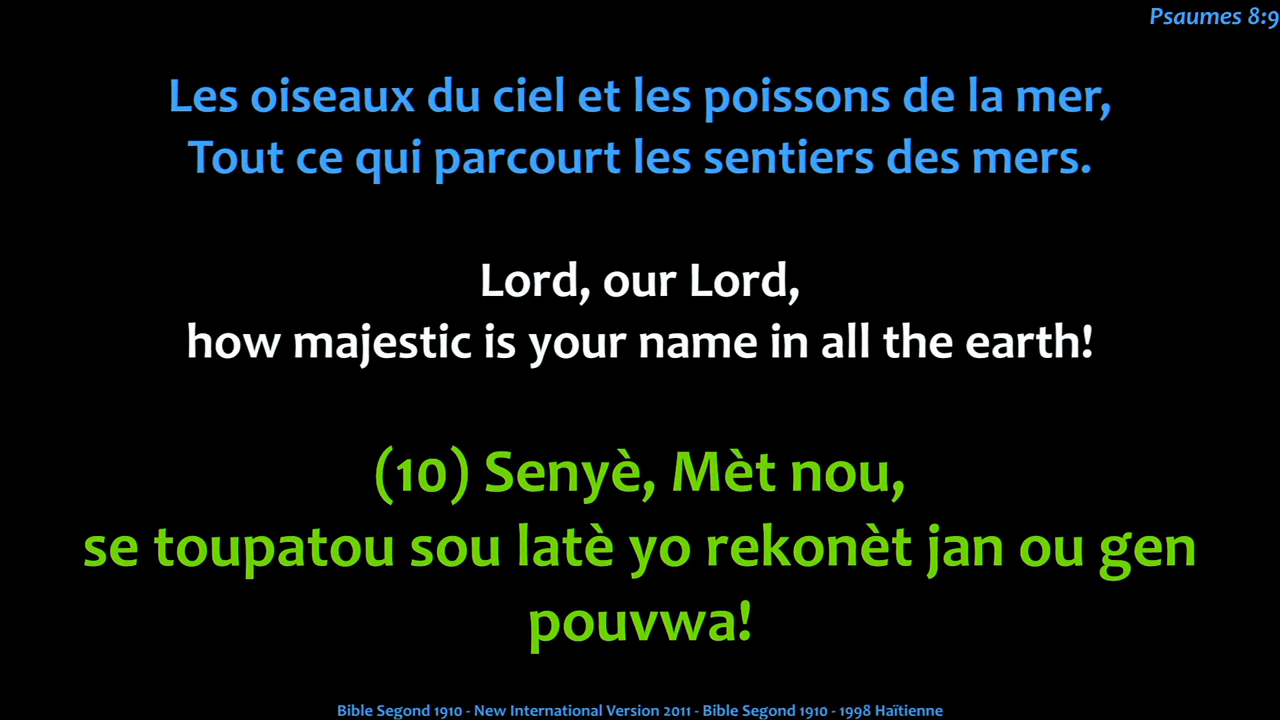 Psaumes 8:9
Les oiseaux du ciel et les poissons de la mer,
Tout ce qui parcourt les sentiers des mers.
Lord, our Lord,
how majestic is your name in all the earth!
(10) Senyè, Mèt nou,
se toupatou sou latè yo rekonèt jan ou gen
pouvwa!
Bible Segond 1910 - New International Version 2011 - Bible Segond 1910 - 1998 Haïtienne